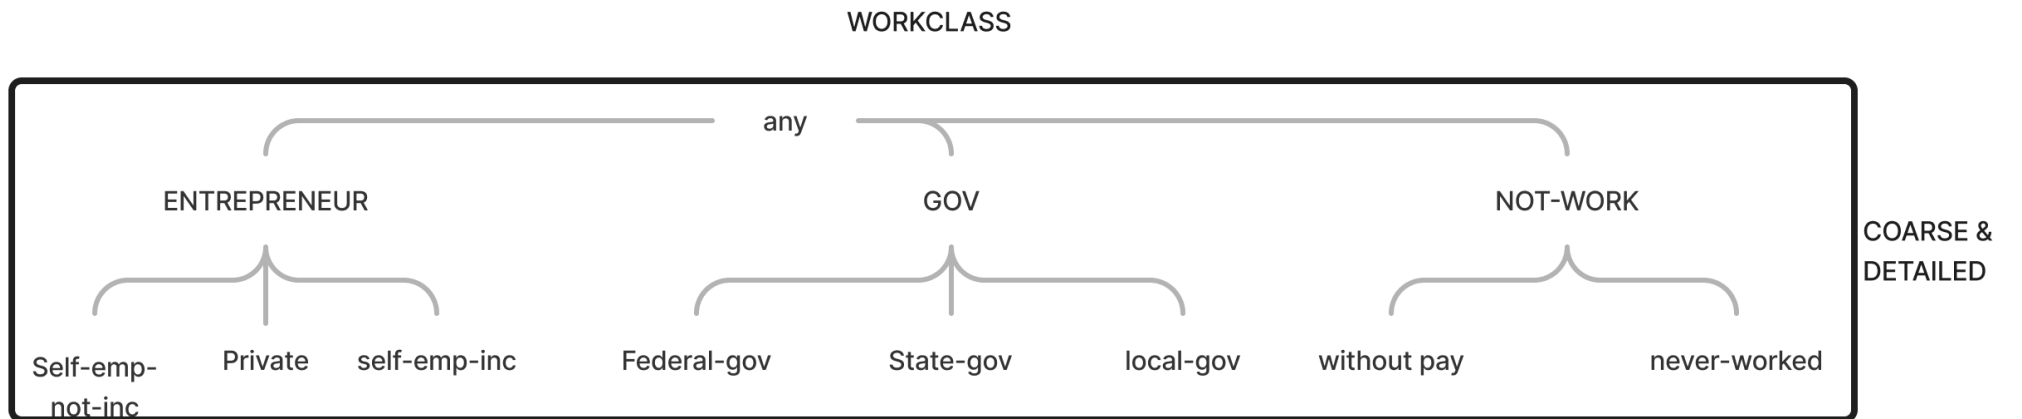 WORKCLASS
any
ENTREPRENEUR
GOV
NOT-WORK
COARSE &
DETAILED
Self-emp-
not-inc
Private
self-emp-inc
Federal-gov
State-gov
local-gov
without pay
never-worked